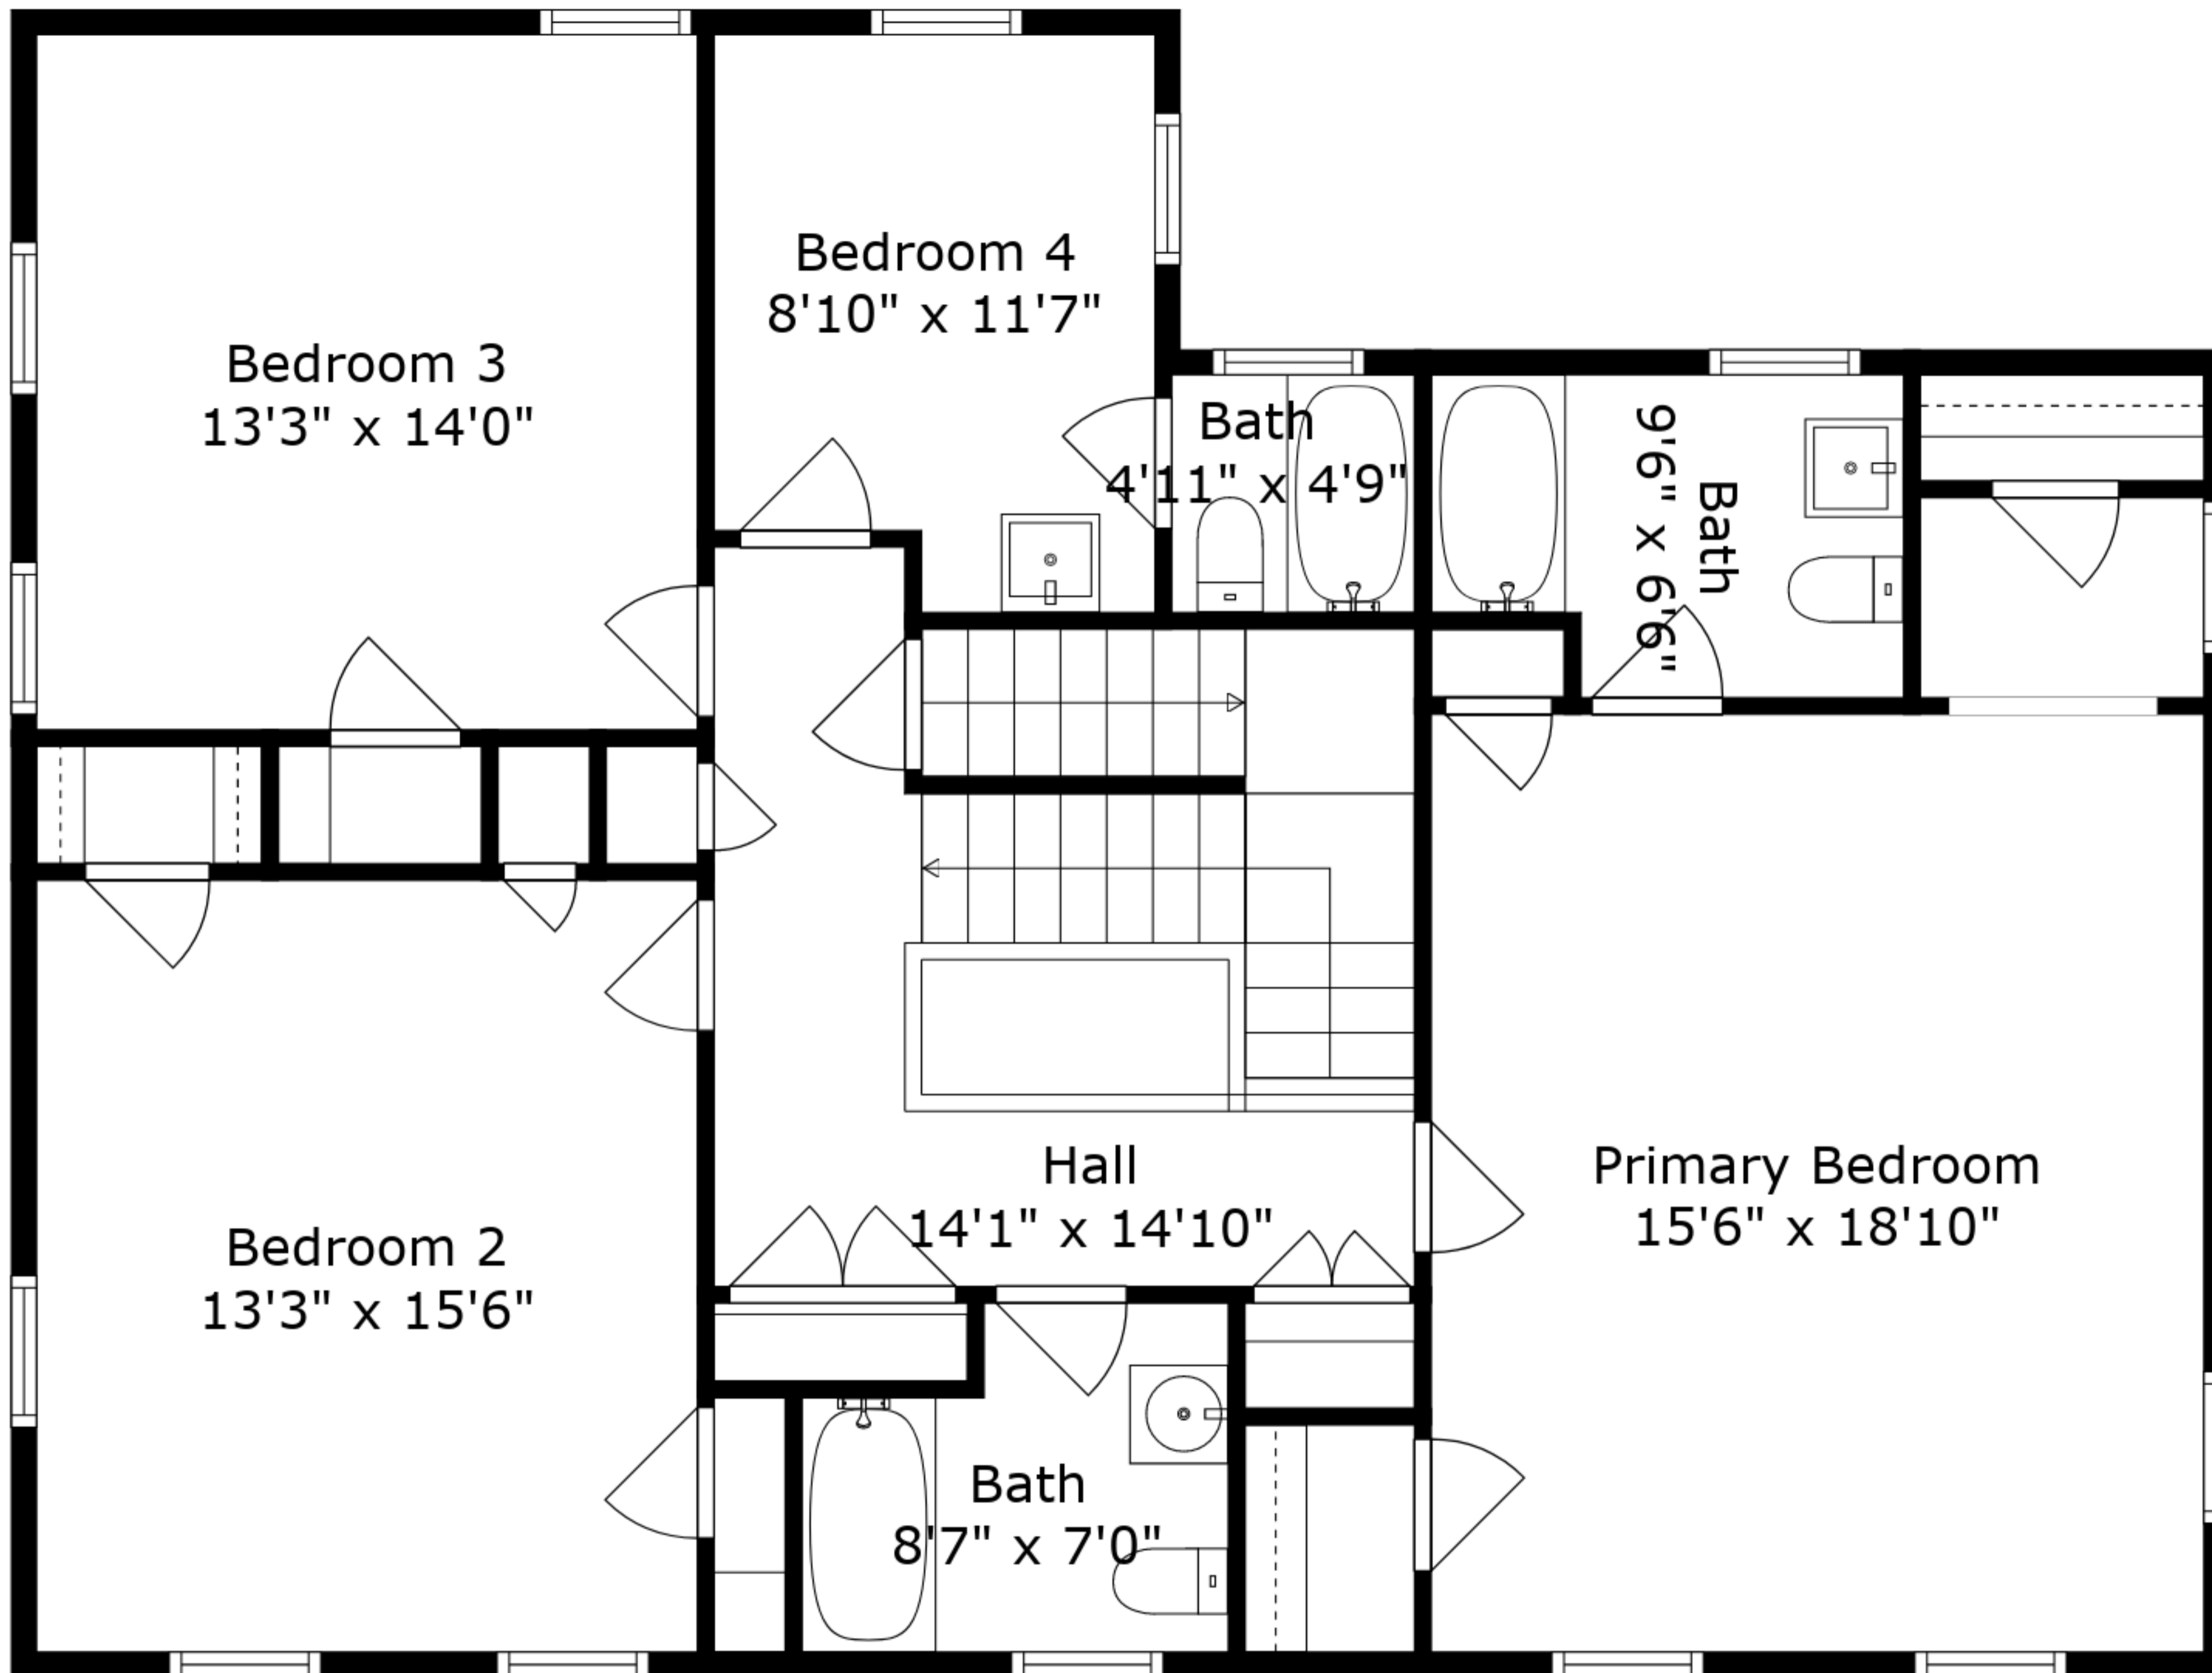 Bedroom 4
8'10" x 11'7"
Bedroom 3
13'3" x 14'0"
Bath
4'11" x 4'9"
Bath
9'6" x 6'6"
Hall
14'1" x 14'10"
Primary Bedroom
15'6" x 18'10"
Bedroom 2
13'3" x 15'6"
Bath
8'7" x 7'0"